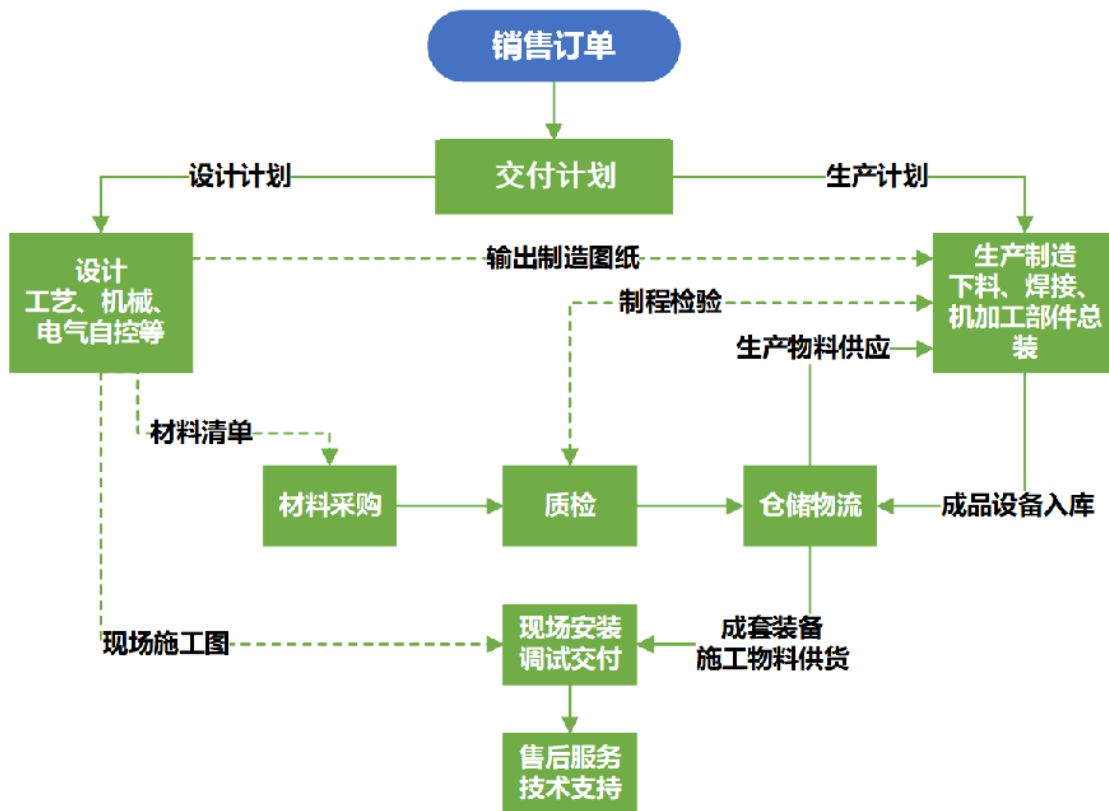 销售订单
设计计划
交付计划
生产计划
设计
工艺、机械、
电气自控等
输出制造图纸
生产制造
下料、焊接、
机加工部件总
装
制程检验
生产物料供应
材料清单
材料采购
质检
仓储物流
成品设备入库
现场施工图
现场安装
调试交付
成套装备
施工物料供货
售后服务
技术支持